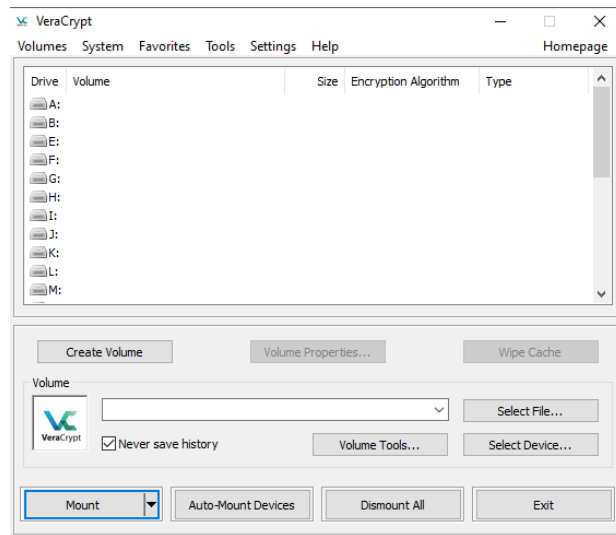 VeraCrypt
Volumes System Favorites Tools Settings Help Homepage
Drive Volume Size Encryption Algorithm Type
A:
B:
E:
F:
G:
H:
I:
J:
K:
L:
M:
Create Volume Volume Properties... Wipe Cache
Volume
VeraCrypt
Select File...
Never save history Volume Tools... Select Device...
Mount Auto-Mount Devices Dismount All Exit